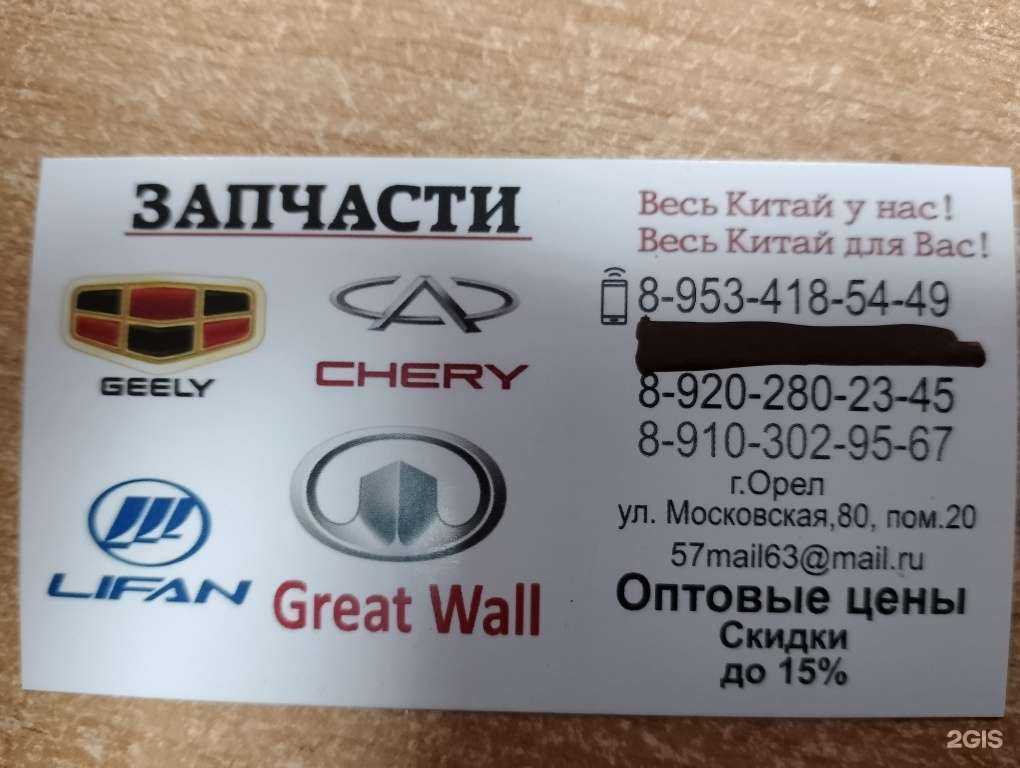 ЗАПЧАСТИ
GEELY
CHERY
LIFAN
Great Wall
Весь Китай у нас!
Весь Китай для Вас!
8-953-418-54-49
8-920-280-23-45
8-910-302-95-67
г.Орел
ул. Московская,80, пом.20
57mail63@mail.ru
Оптовые цены
Скидки
до 15%
2GIS